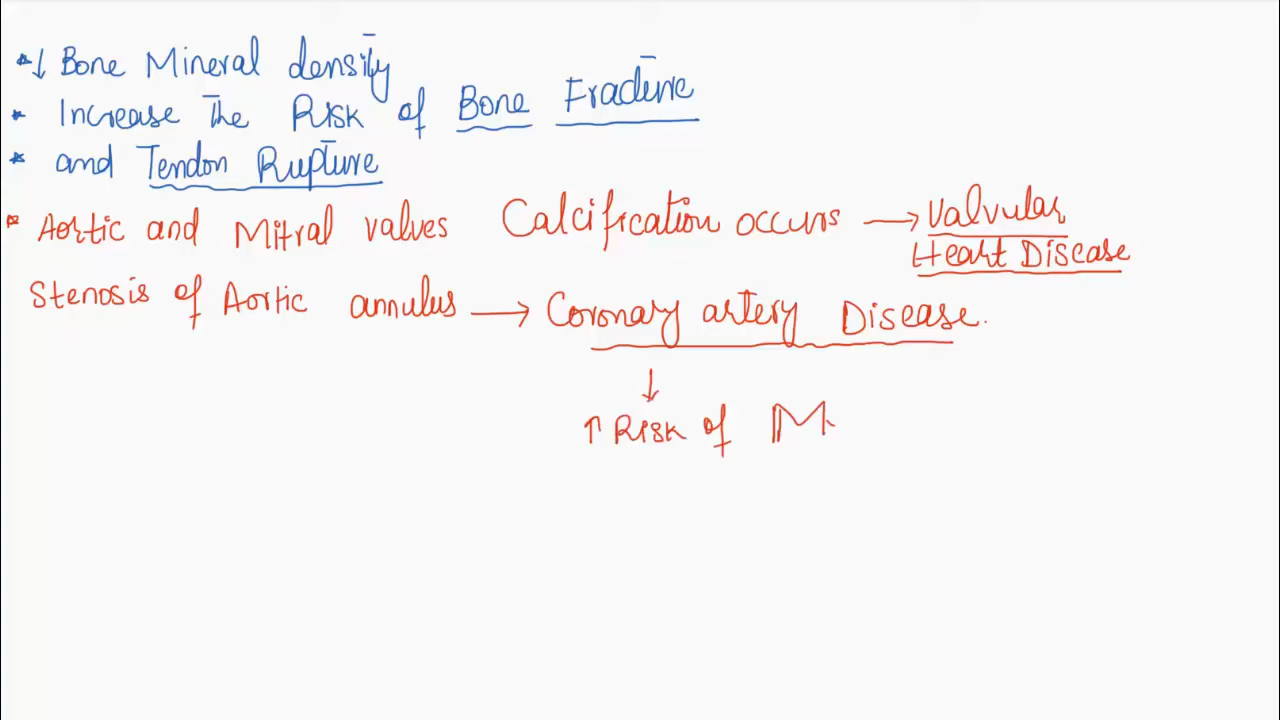 * ↓ Bone Mineral density
* Increase The Risk of Bone Fracture
* and Tendon Rupture
* Aortic and Mitral valves Calcification occurs → Valvular
Heart Disease
Stenosis of Aortic annulus → Coronary artery Disease.
↓
↑ Risk of M